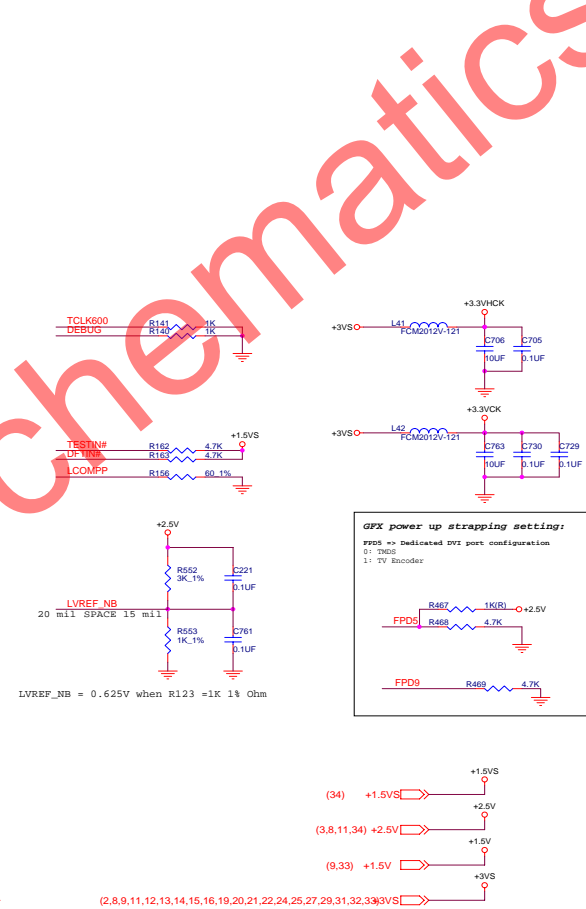 chematics
TCLK600
DEBUG
R141 1K
R140 1K
+3.3VHCK
+3VS
L41
FCM2012V-121
C706
10UF
C705
0.1UF
+3.3VCK
+3VS
L42
FCM2012V-121
C763
10UF
C730
0.1UF
C729
0.1UF
+1.5VS
TESTIN#
DFTIN#
LCOMPP
R162 4.7K
R163 4.7K
R156 60_1%
+2.5V
R552
3K_1%
C221
0.1UF
LVREF_NB
20 mil SPACE 15 mil
R553
1K_1%
C761
0.1UF
LVREF_NB = 0.625V when R123 =1K 1% Ohm
GFX power up strapping setting:
FPD5 => Dedicated DVI port configuration
0: TMDS
1: TV Encoder
R467 1K(R) +2.5V
FPD5 R468 4.7K
FPD9 R469 4.7K
+1.5VS
(34) +1.5VS
+2.5V
(3,8,11,34) +2.5V
+1.5V
(9,33) +1.5V
+3VS
(2,8,9,11,12,13,14,15,16,19,20,21,22,24,25,27,29,31,32,33)+3VS